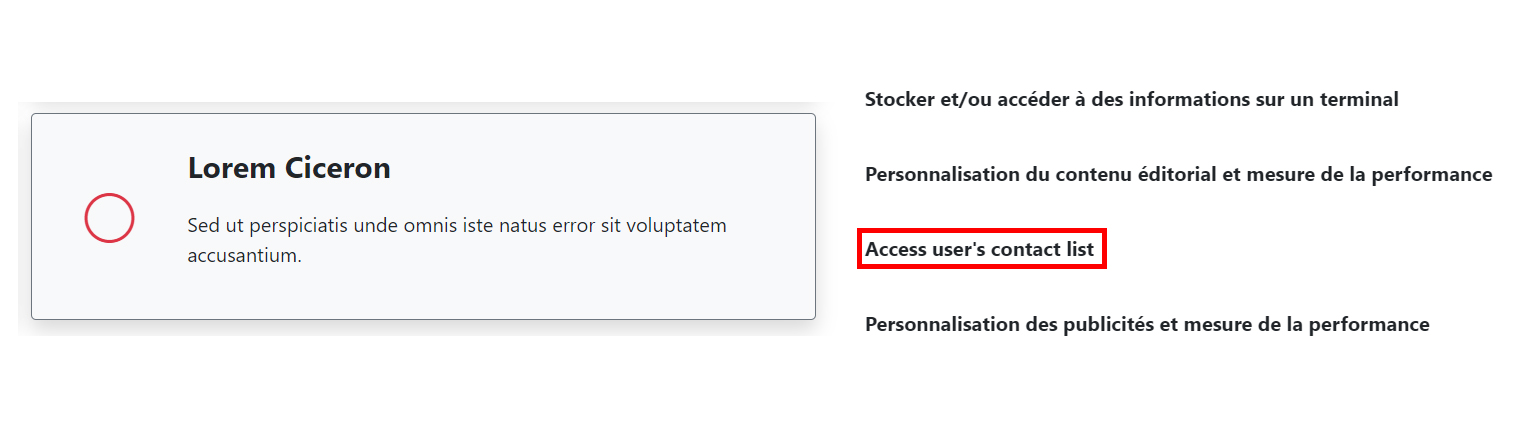 Lorem Ciceron
Sed ut perspiciatis unde omnis iste natus error sit voluptatem
accusantium.
Stocker et/ou accéder à des informations sur un terminal
Personnalisation du contenu éditorial et mesure de la performance
Access user's contact list
Personnalisation des publicités et mesure de la performance